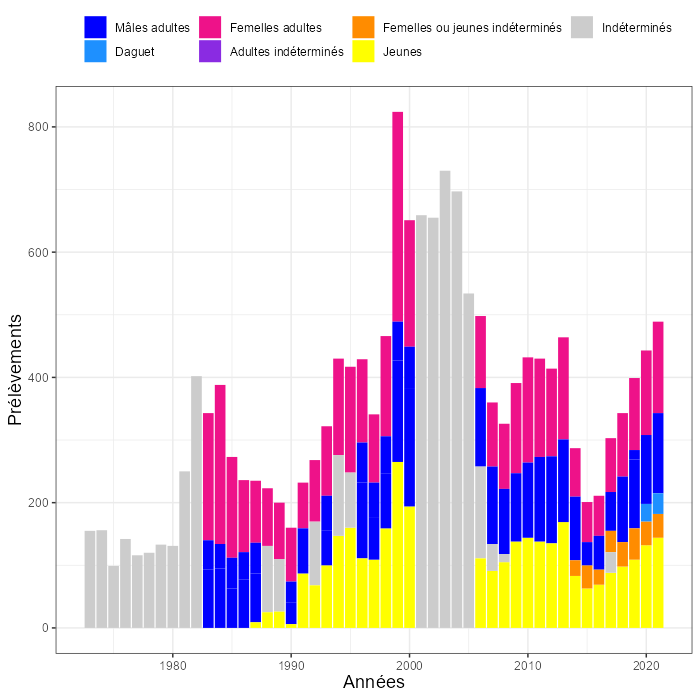 Mâles adultes Femelles adultes Femelles ou jeunes indéterminés Indéterminés
Daguet Adultes indéterminés Jeunes
800
600
400
200
0
Prélèvements
1980 1990 2000 2010 2020
Années